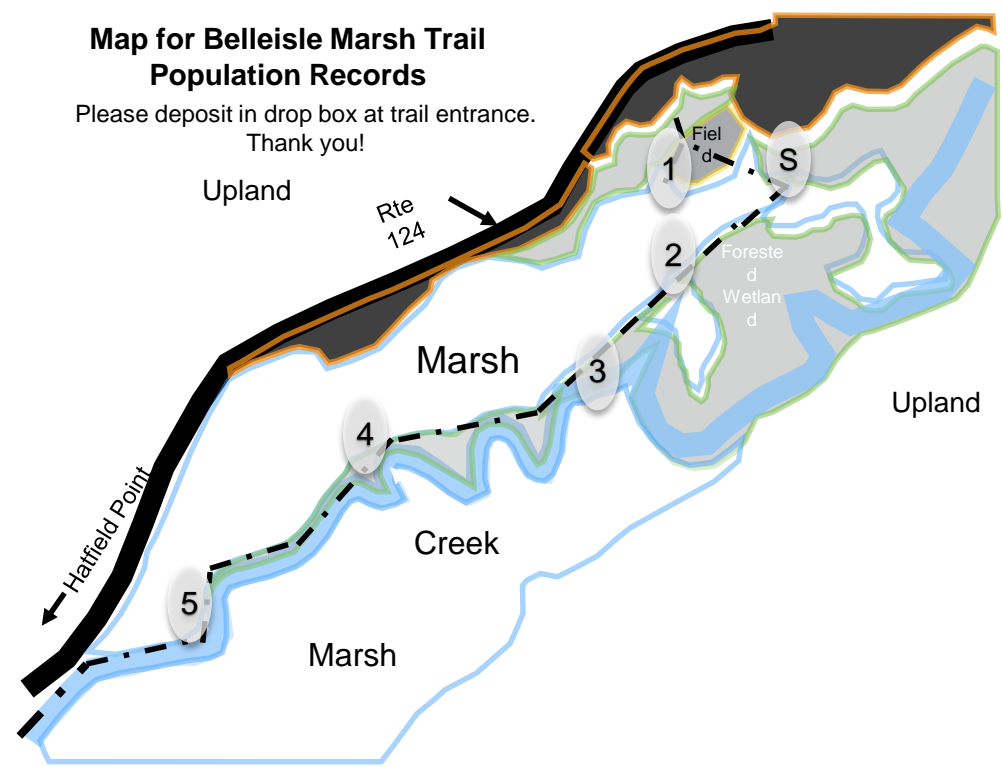 Map for Belleisle Marsh Trail
Population Records
Please deposit in drop box at trail entrance.
Thank you!
Upland
Rte
124
1
Fiel
d
S
2
Foreste
d
Wetlan
d
Marsh
3
Upland
4
Hatfield Point
Creek
5
Marsh